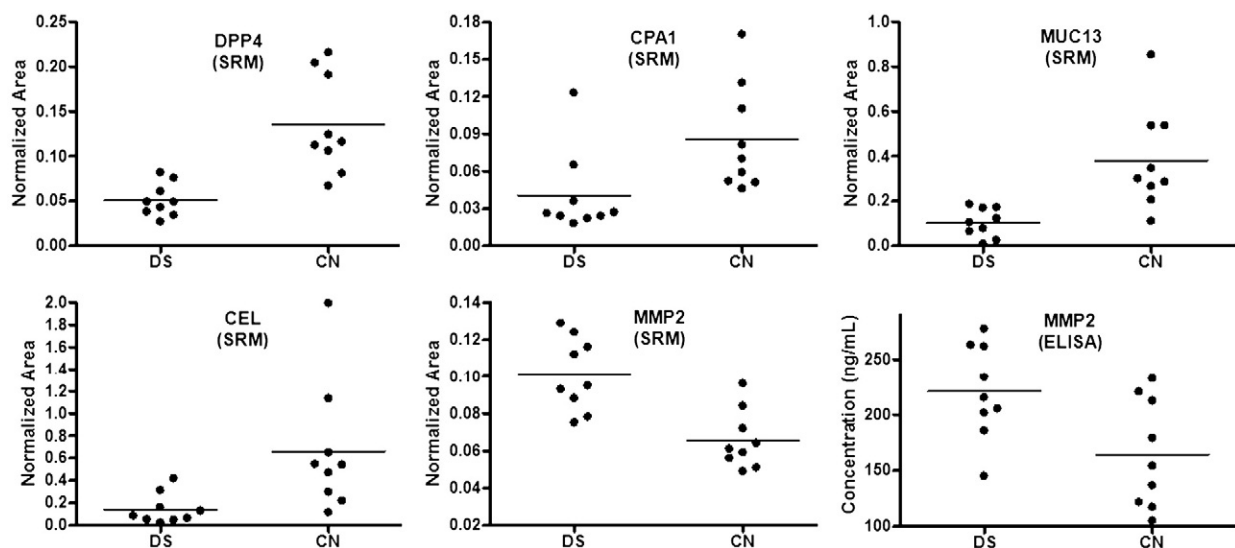 DPP4
(SRM)
Normalized Area
0.25
0.20
0.15
0.10
0.05
0.00
DS
CN
CPA1
(SRM)
Normalized Area
0.18
0.15
0.12
0.09
0.06
0.03
0.00
DS
CN
MUC13
(SRM)
Normalized Area
1.0
0.8
0.6
0.4
0.2
0.0
DS
CN
CEL
(SRM)
Normalized Area
2.0
1.8
1.6
1.4
1.2
1.0
0.8
0.6
0.4
0.2
0.0
DS
CN
MMP2
(SRM)
Normalized Area
0.14
0.12
0.10
0.08
0.06
0.04
0.02
DS
CN
MMP2
(ELISA)
Concentration (ng/mL)
250
200
150
100
DS
CN